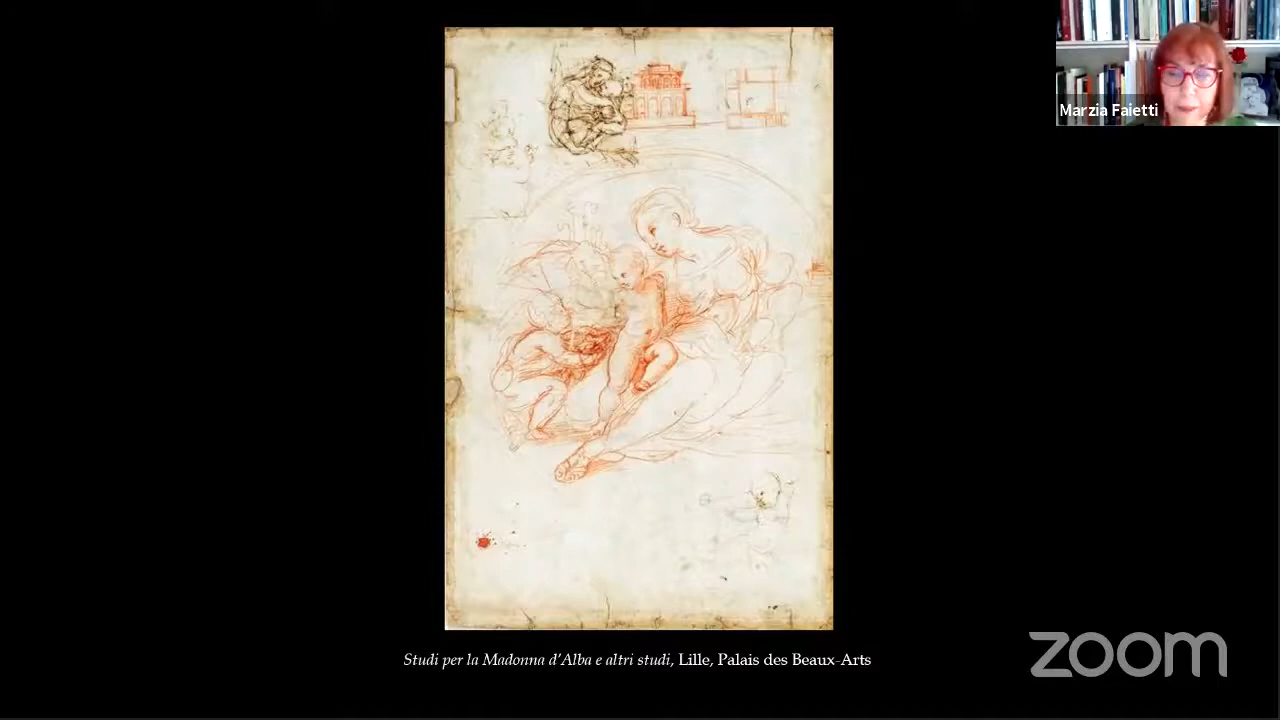 Marzia Faietti
Studi per la Madonna d'Alba e altri studi, Lille, Palais des Beaux-Arts
zoom